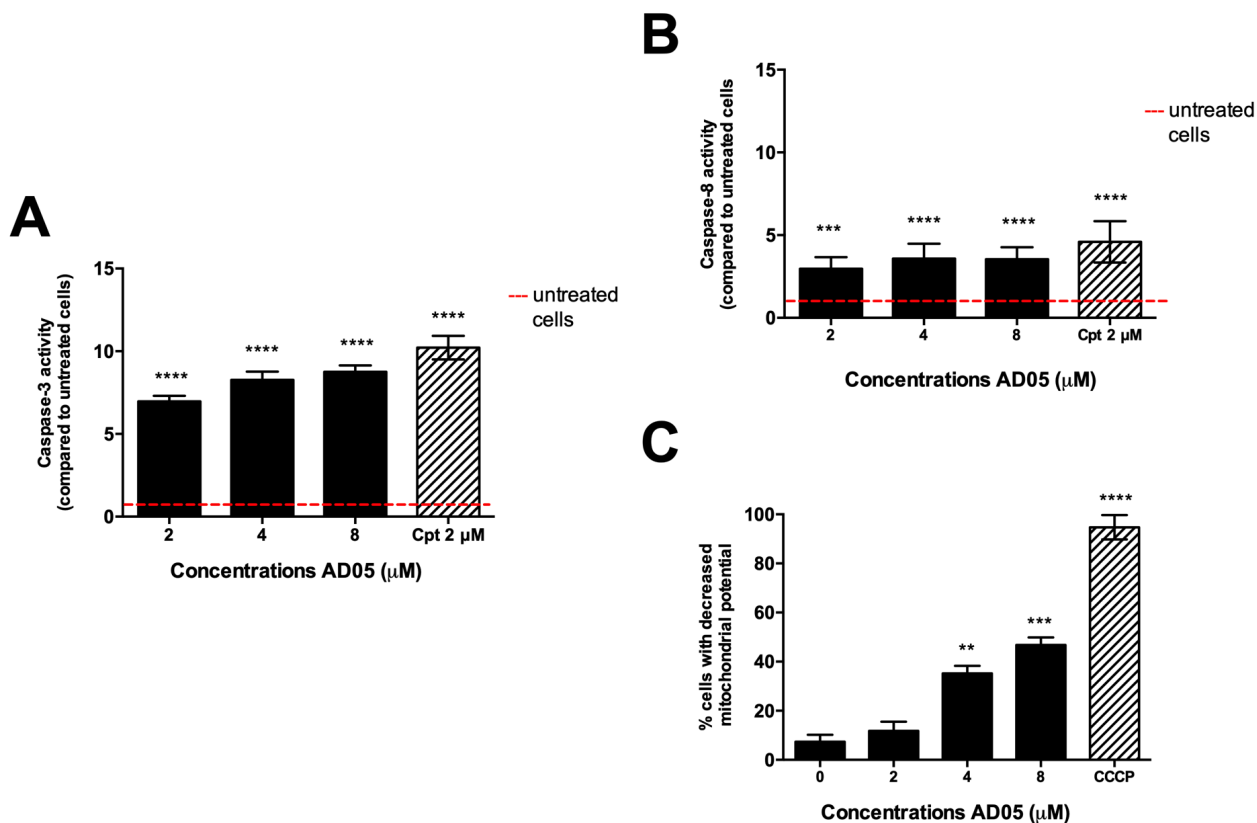 A
Caspase-3 activity
(compared to untreated cells)
15
10
5
0
****
****
****
****
2
4
8
Cpt 2 µM
Concentrations AD05 (µM)
untreated
cells
B
Caspase-8 activity
(compared to untreated cells
15
10
5
0
***
****
****
****
2
4
8
Cpt 2 µM
Concentrations AD05 (µM)
untreated
cells
C
% cells with decreased
mitochondrial potential
100
80
60
40
20
0
**
***
****
0
2
4
8
CCCP
Concentrations AD05 (µM)